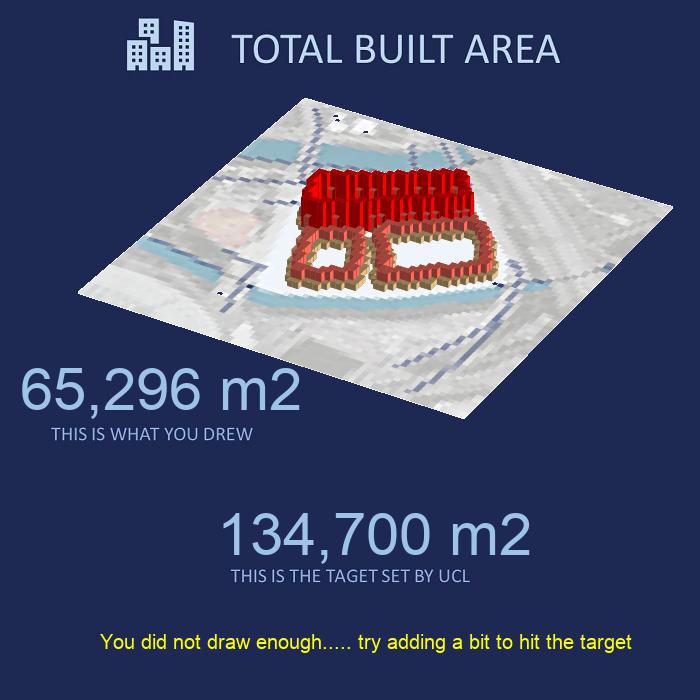 TOTAL BUILT AREA
65,296 m2
THIS IS WHAT YOU DREW
134,700 m2
THIS IS THE TAGET SET BY UCL
You did not draw enough..... try adding a bit to hit the target